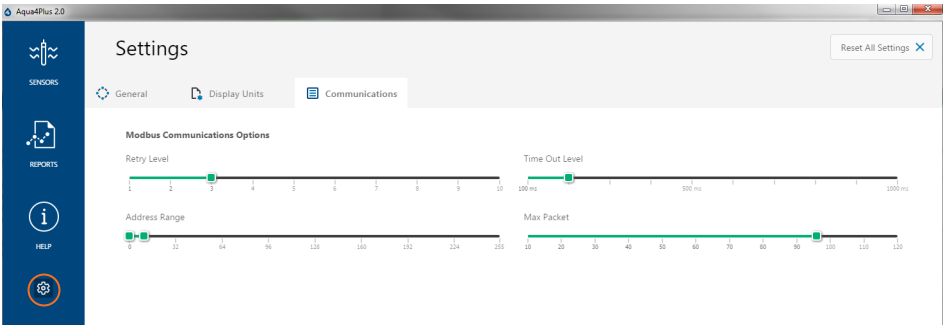 Aqua4Plus 2.0
Settings
Reset All Settings
SENSORS
General
Display Units
Communications
Modbus Communications Options
Retry Level
Time Out Level
1 2 3 4 5 6 7 8 9 10
100 ms 500 ms 1000 ms
REPORTS
Address Range
Max Packet
0 32 64 96 128 160 192 224 255
10 20 30 40 50 60 70 80 90 100 110 120
HELP